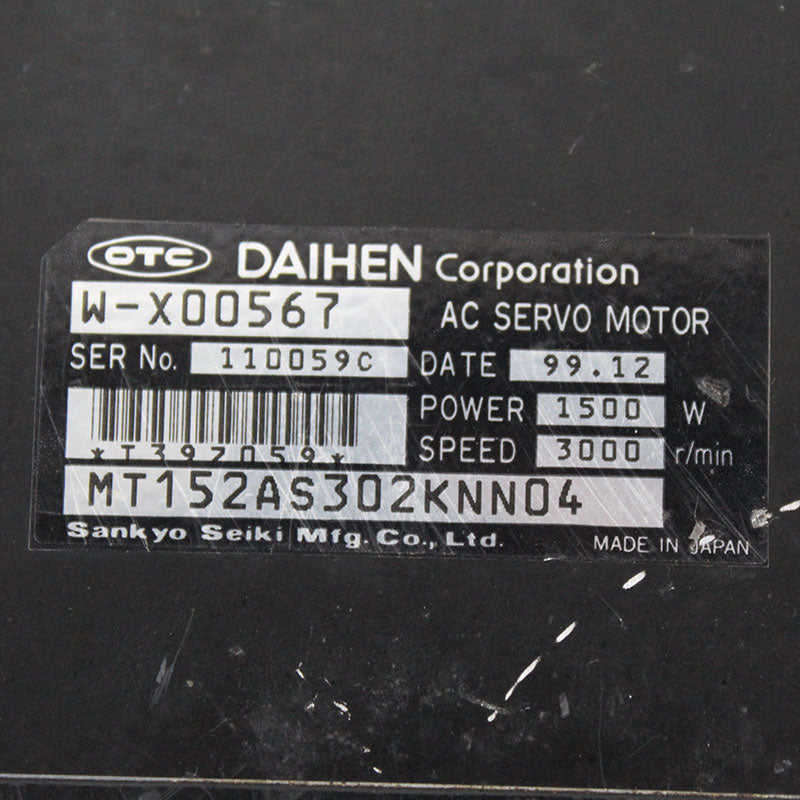 OTC DAIHEN Corporation
W-X00567 AC SERVO MOTOR
SER No. 110059C DATE 99.12
POWER 1500 W
*T397059* SPEED 3000 r/min
MT152AS302KNN04
Sankyo Seiki Mfg. Co., Ltd. MADE IN JAPAN